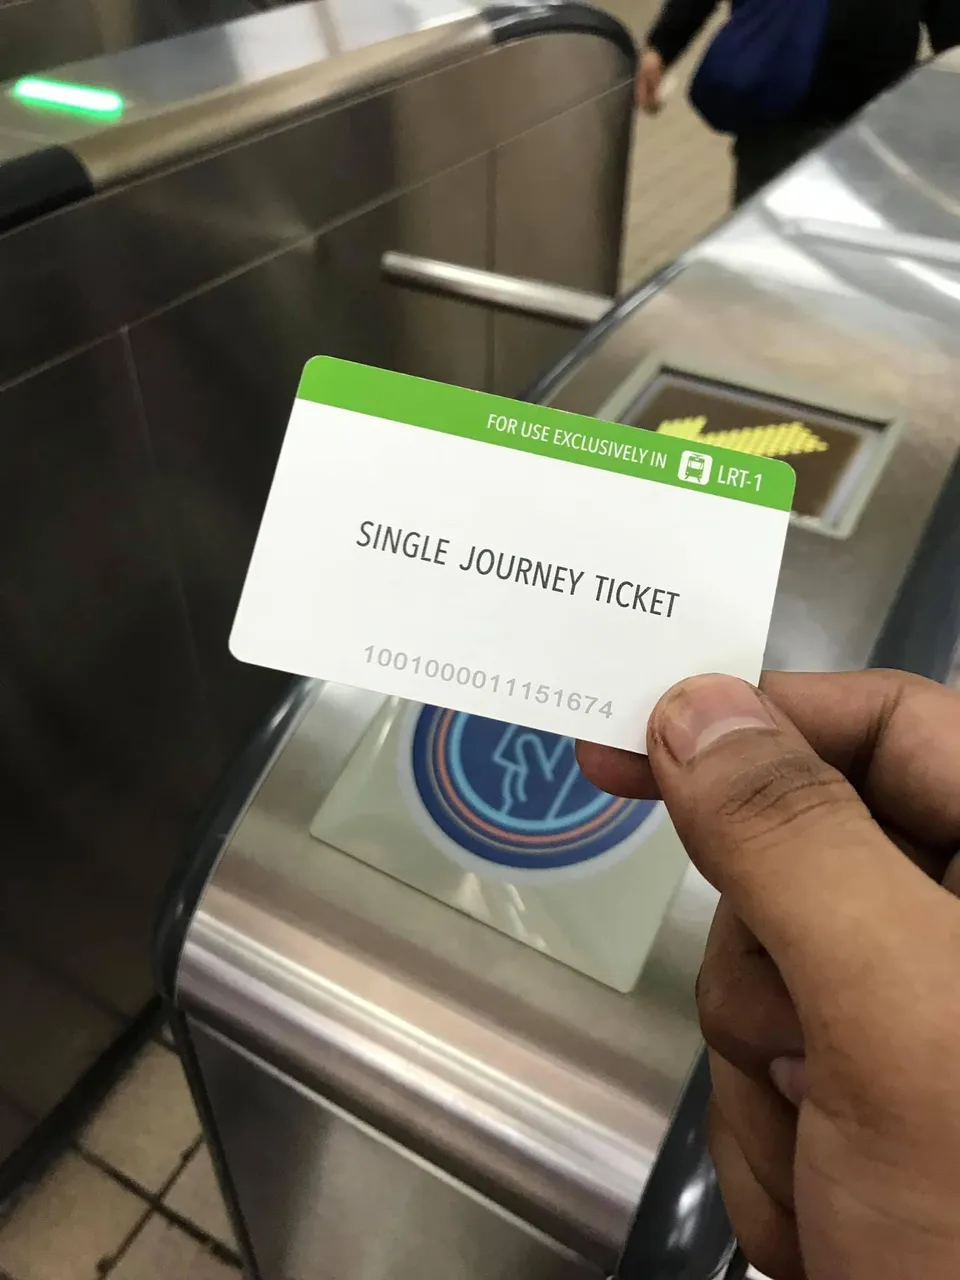 FOR USE EXCLUSIVELY IN LRT-1
SINGLE JOURNEY TICKET
1001000011151674